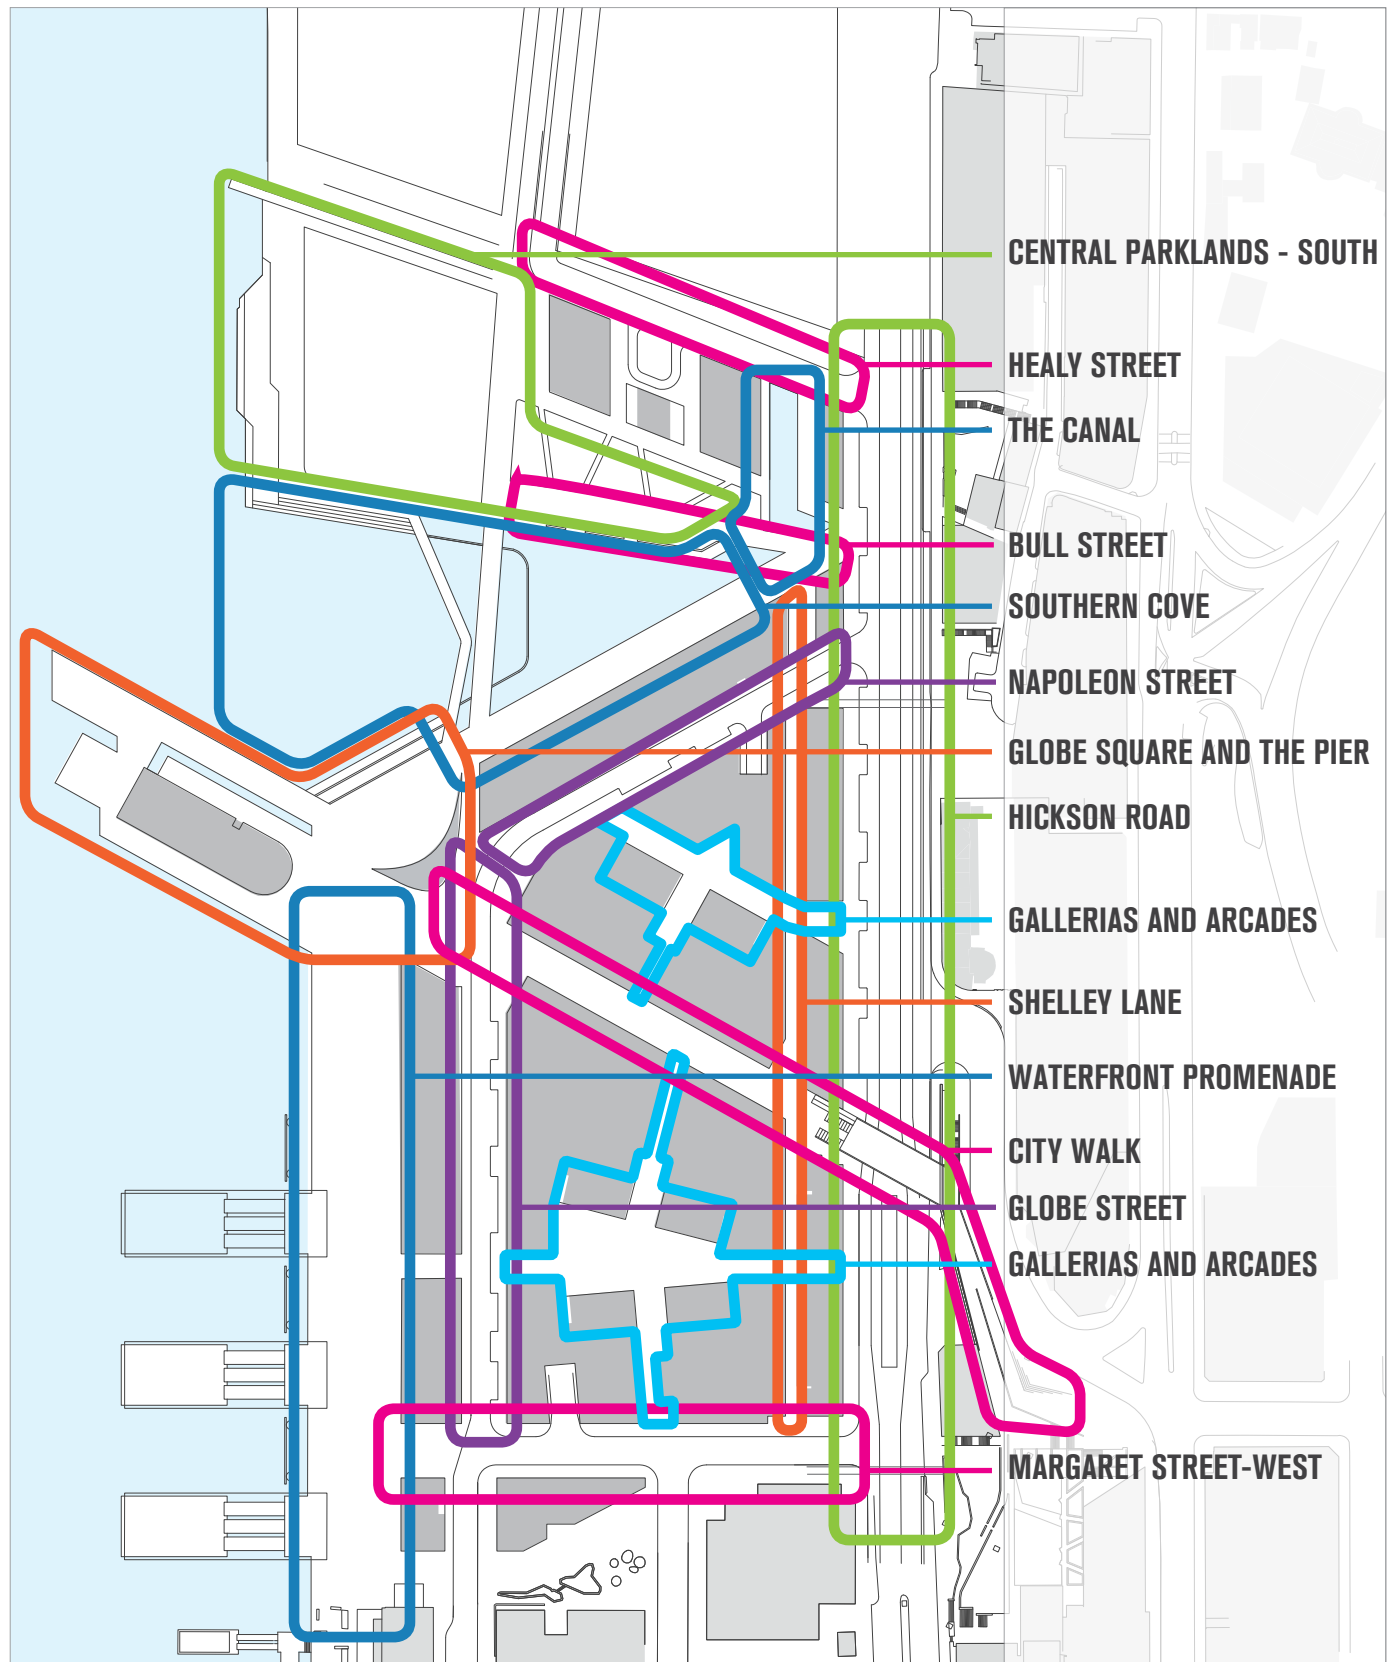 CENTRAL PARKLANDS - SOUTH
HEALY STREET
THE CANAL
BULL STREET
SOUTHERN COVE
NAPOLEON STREET
GLOBE SQUARE AND THE PIER
HICKSON ROAD
GALLERIAS AND ARCADES
SHELLEY LANE
WATERFRONT PROMENADE
CITY WALK
GLOBE STREET
GALLERIAS AND ARCADES
MARGARET STREET-WEST